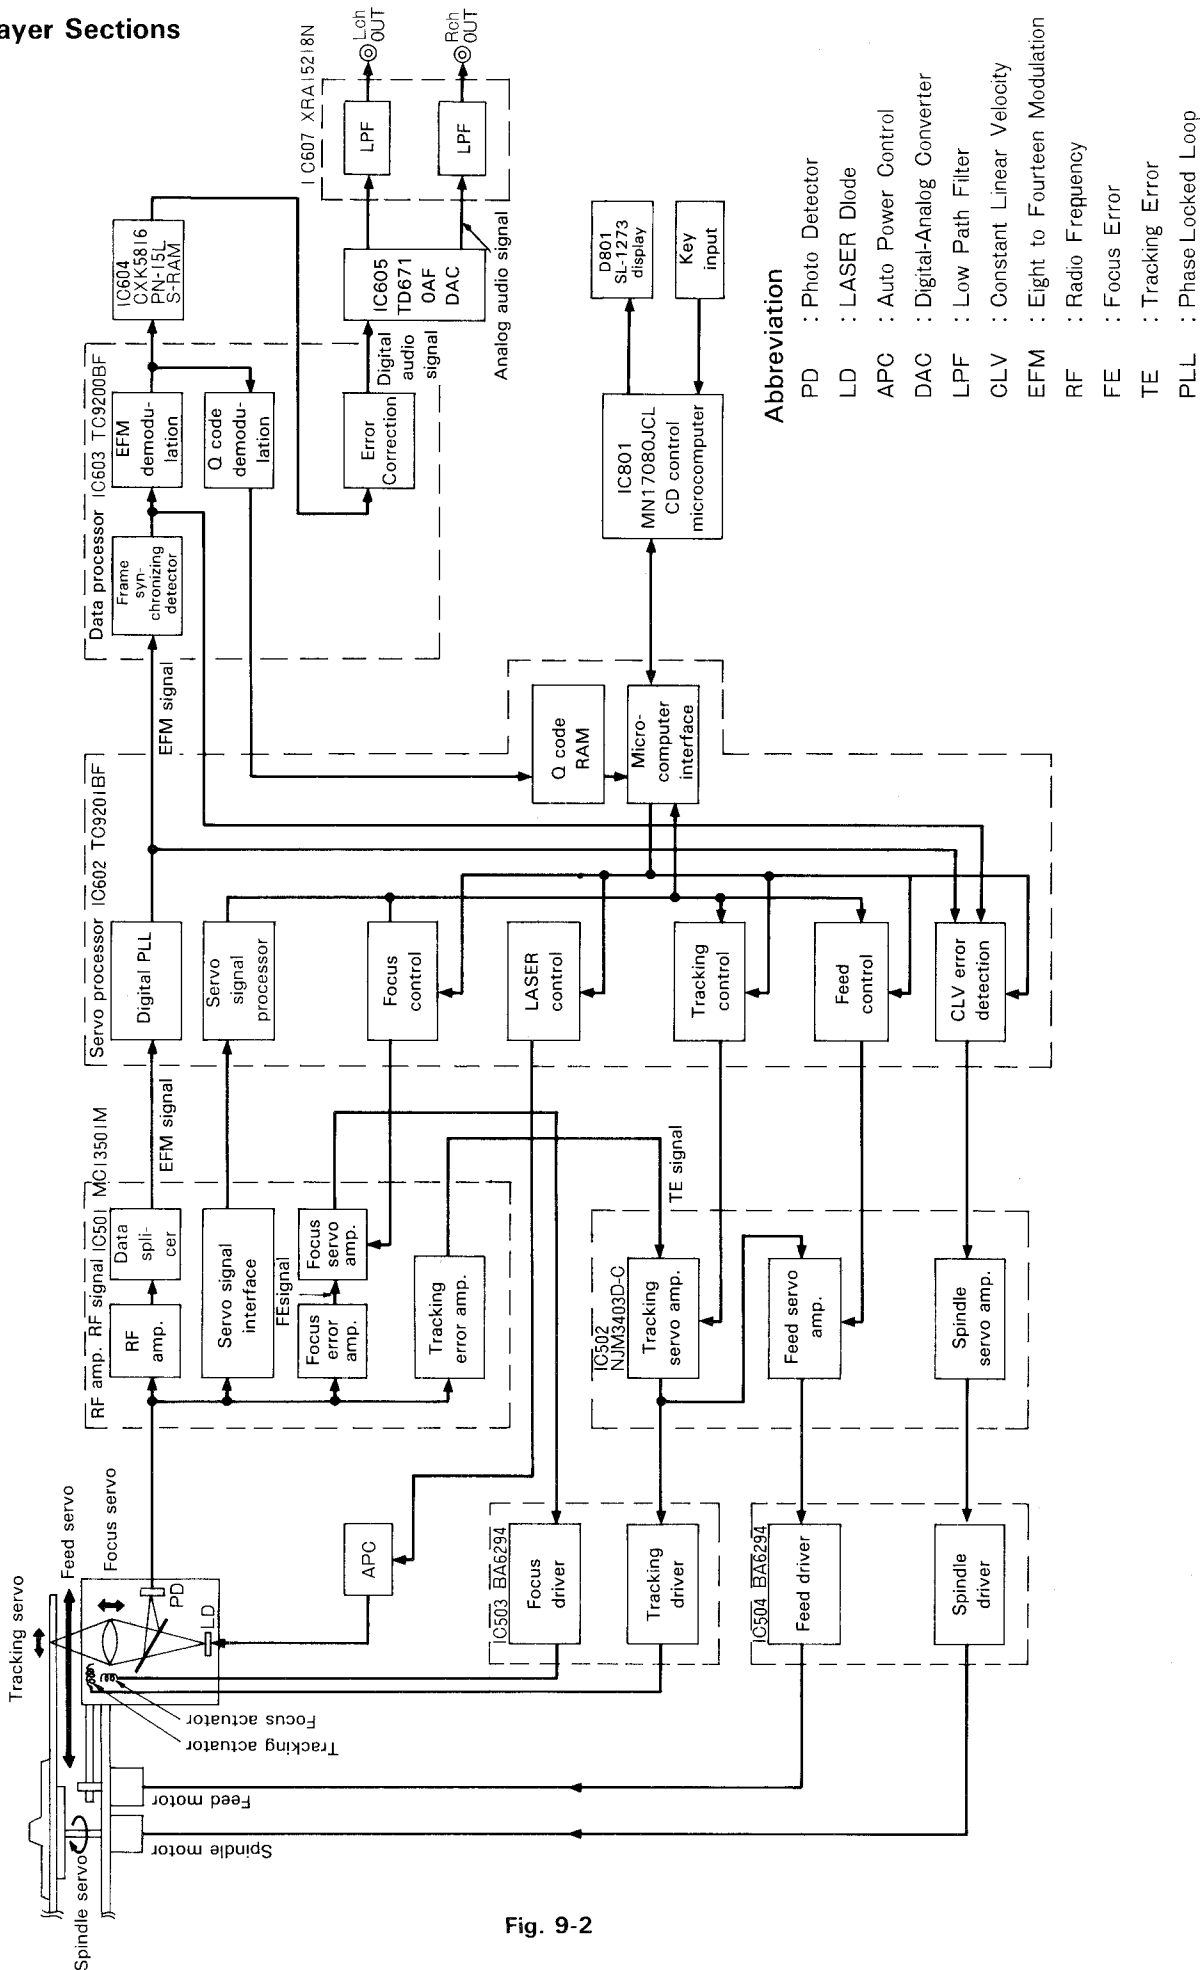 ayer Sections
Tracking servo
Feed servo
Focus servo
Spindle servo
PD
LD
Focus actuator
Tracking actuator
Feed motor
Spindle motor
APC
RF amp. RF signal IC501 MC13501M
RF
amp.
Data
spli-
cer
Servo signal
interface
Focus
error
amp.
FEsignal
Focus
servo
amp.
Tracking
error amp.
EFM signal
TE signal
IC503 BA6294
Focus
driver
Tracking
driver
IC504 BA6294
Feed driver
Spindle
driver
IC502
NJM3403D-C
Tracking
servo amp.
Feed servo
amp.
Spindle
servo amp.
Servo processor IC602 TC9201BF
Digital PLL
Servo
signal
processor
Focus
control
LASER
control
Tracking
control
Feed
control
CLV error
detection
Q code
RAM
Micro-
computer
interface
EFM signal
Data processor IC603 TC9200BF
Frame
syn-
chronizing
detector
EFM
demodu-
lation
Q code
demodu-
lation
Error
Correction
Digital
audio
signal
IC604
CXK5816
PN-15L
S-RAM
IC605
TD671
0AF
DAC
Analog audio signal
IC607 XRA15218N
LPF
LPF
Lch
OUT
Rch
OUT
IC801
MN17080JCL
CD control
microcomputer
D801
SL-1273
display
Key
input
Abbreviation
PD : Photo Detector
LD : LASER DIode
APC : Auto Power Control
DAC : Digital-Analog Converter
LPF : Low Path Filter
CLV : Constant Linear Velocity
EFM : Eight to Fourteen Modulation
RF : Radio Freppuency
FE : Focus Error
TE : Tracking Error
PLL : Phase Locked Loop
Fig. 9-2